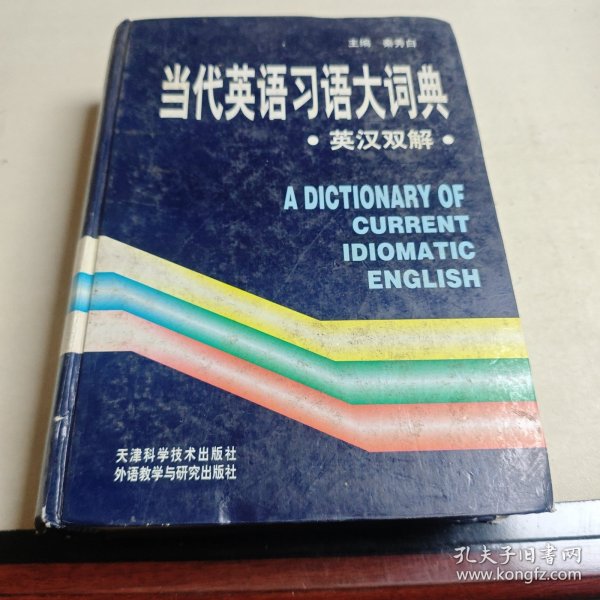 主编 秦秀白
当代英语习语大词典
·英汉双解·
A DICTIONARY OF
CURRENT
IDIOMATIC
ENGLISH
天津科学技术出版社
外语教学与研究出版社
孔夫子旧书网
www.kongfz.com